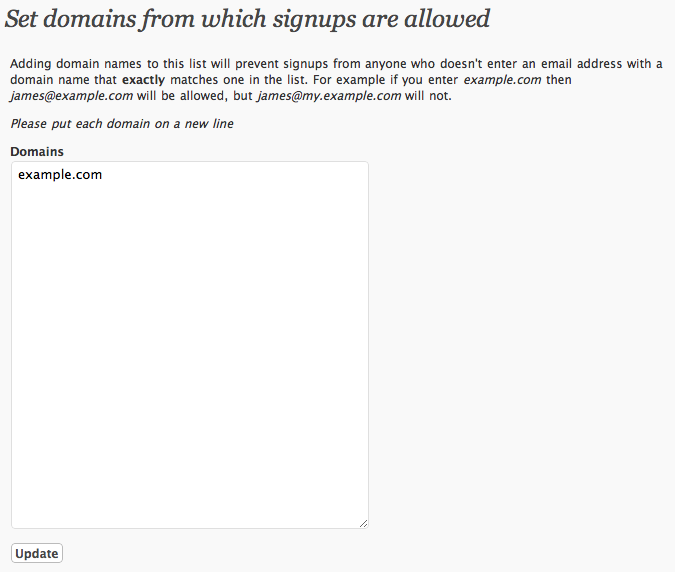 Set domains from which signups are allowed
Adding domain names to this list will prevent signups from anyone who doesn't enter an email address with a
domain name that exactly matches one in the list. For example if you enter example.com then
james@example.com will be allowed, but james@my.example.com will not.
Please put each domain on a new line
Domains
example.com
Update